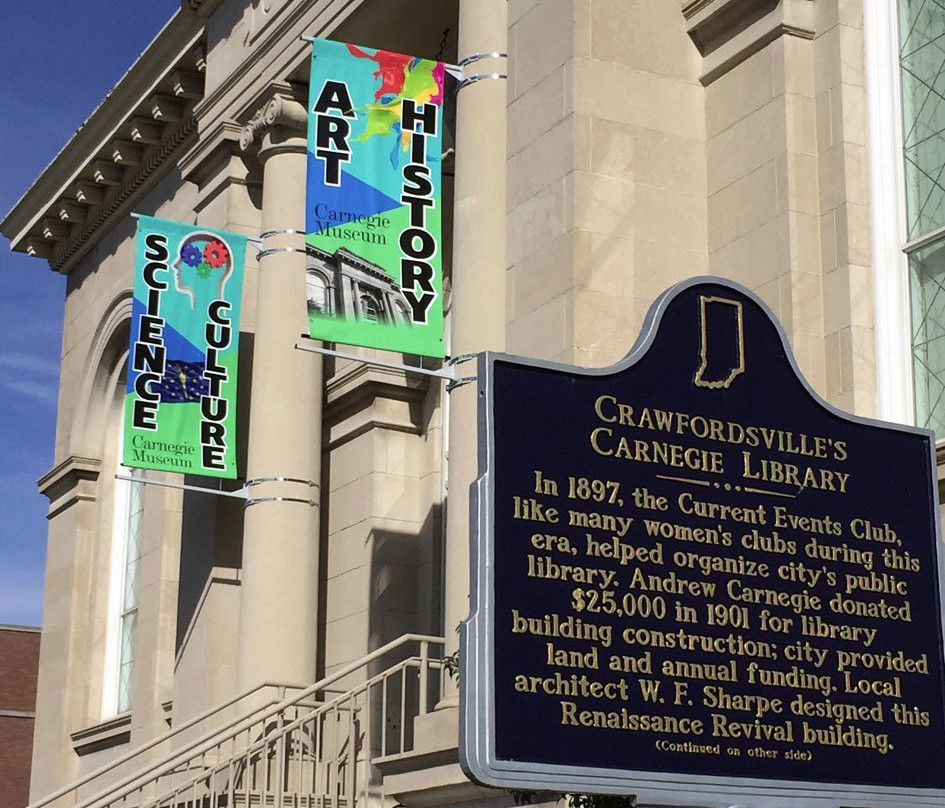 ART
HISTORY
Carnegie
Museum
SCIENCE
CULTURE
Carnegie
Museum
CRAWFORDSVILLE'S
CARNEGIE LIBRARY
In 1897, the Current Events Club,
like many women's clubs during this
era, helped organize city's public
library. Andrew Carnegie donated
$25,000 in 1901 for library
building construction; city provided
land and annual funding. Local
architect W. F. Sharpe designed this
Renaissance Revival building.
(Continued on other side)